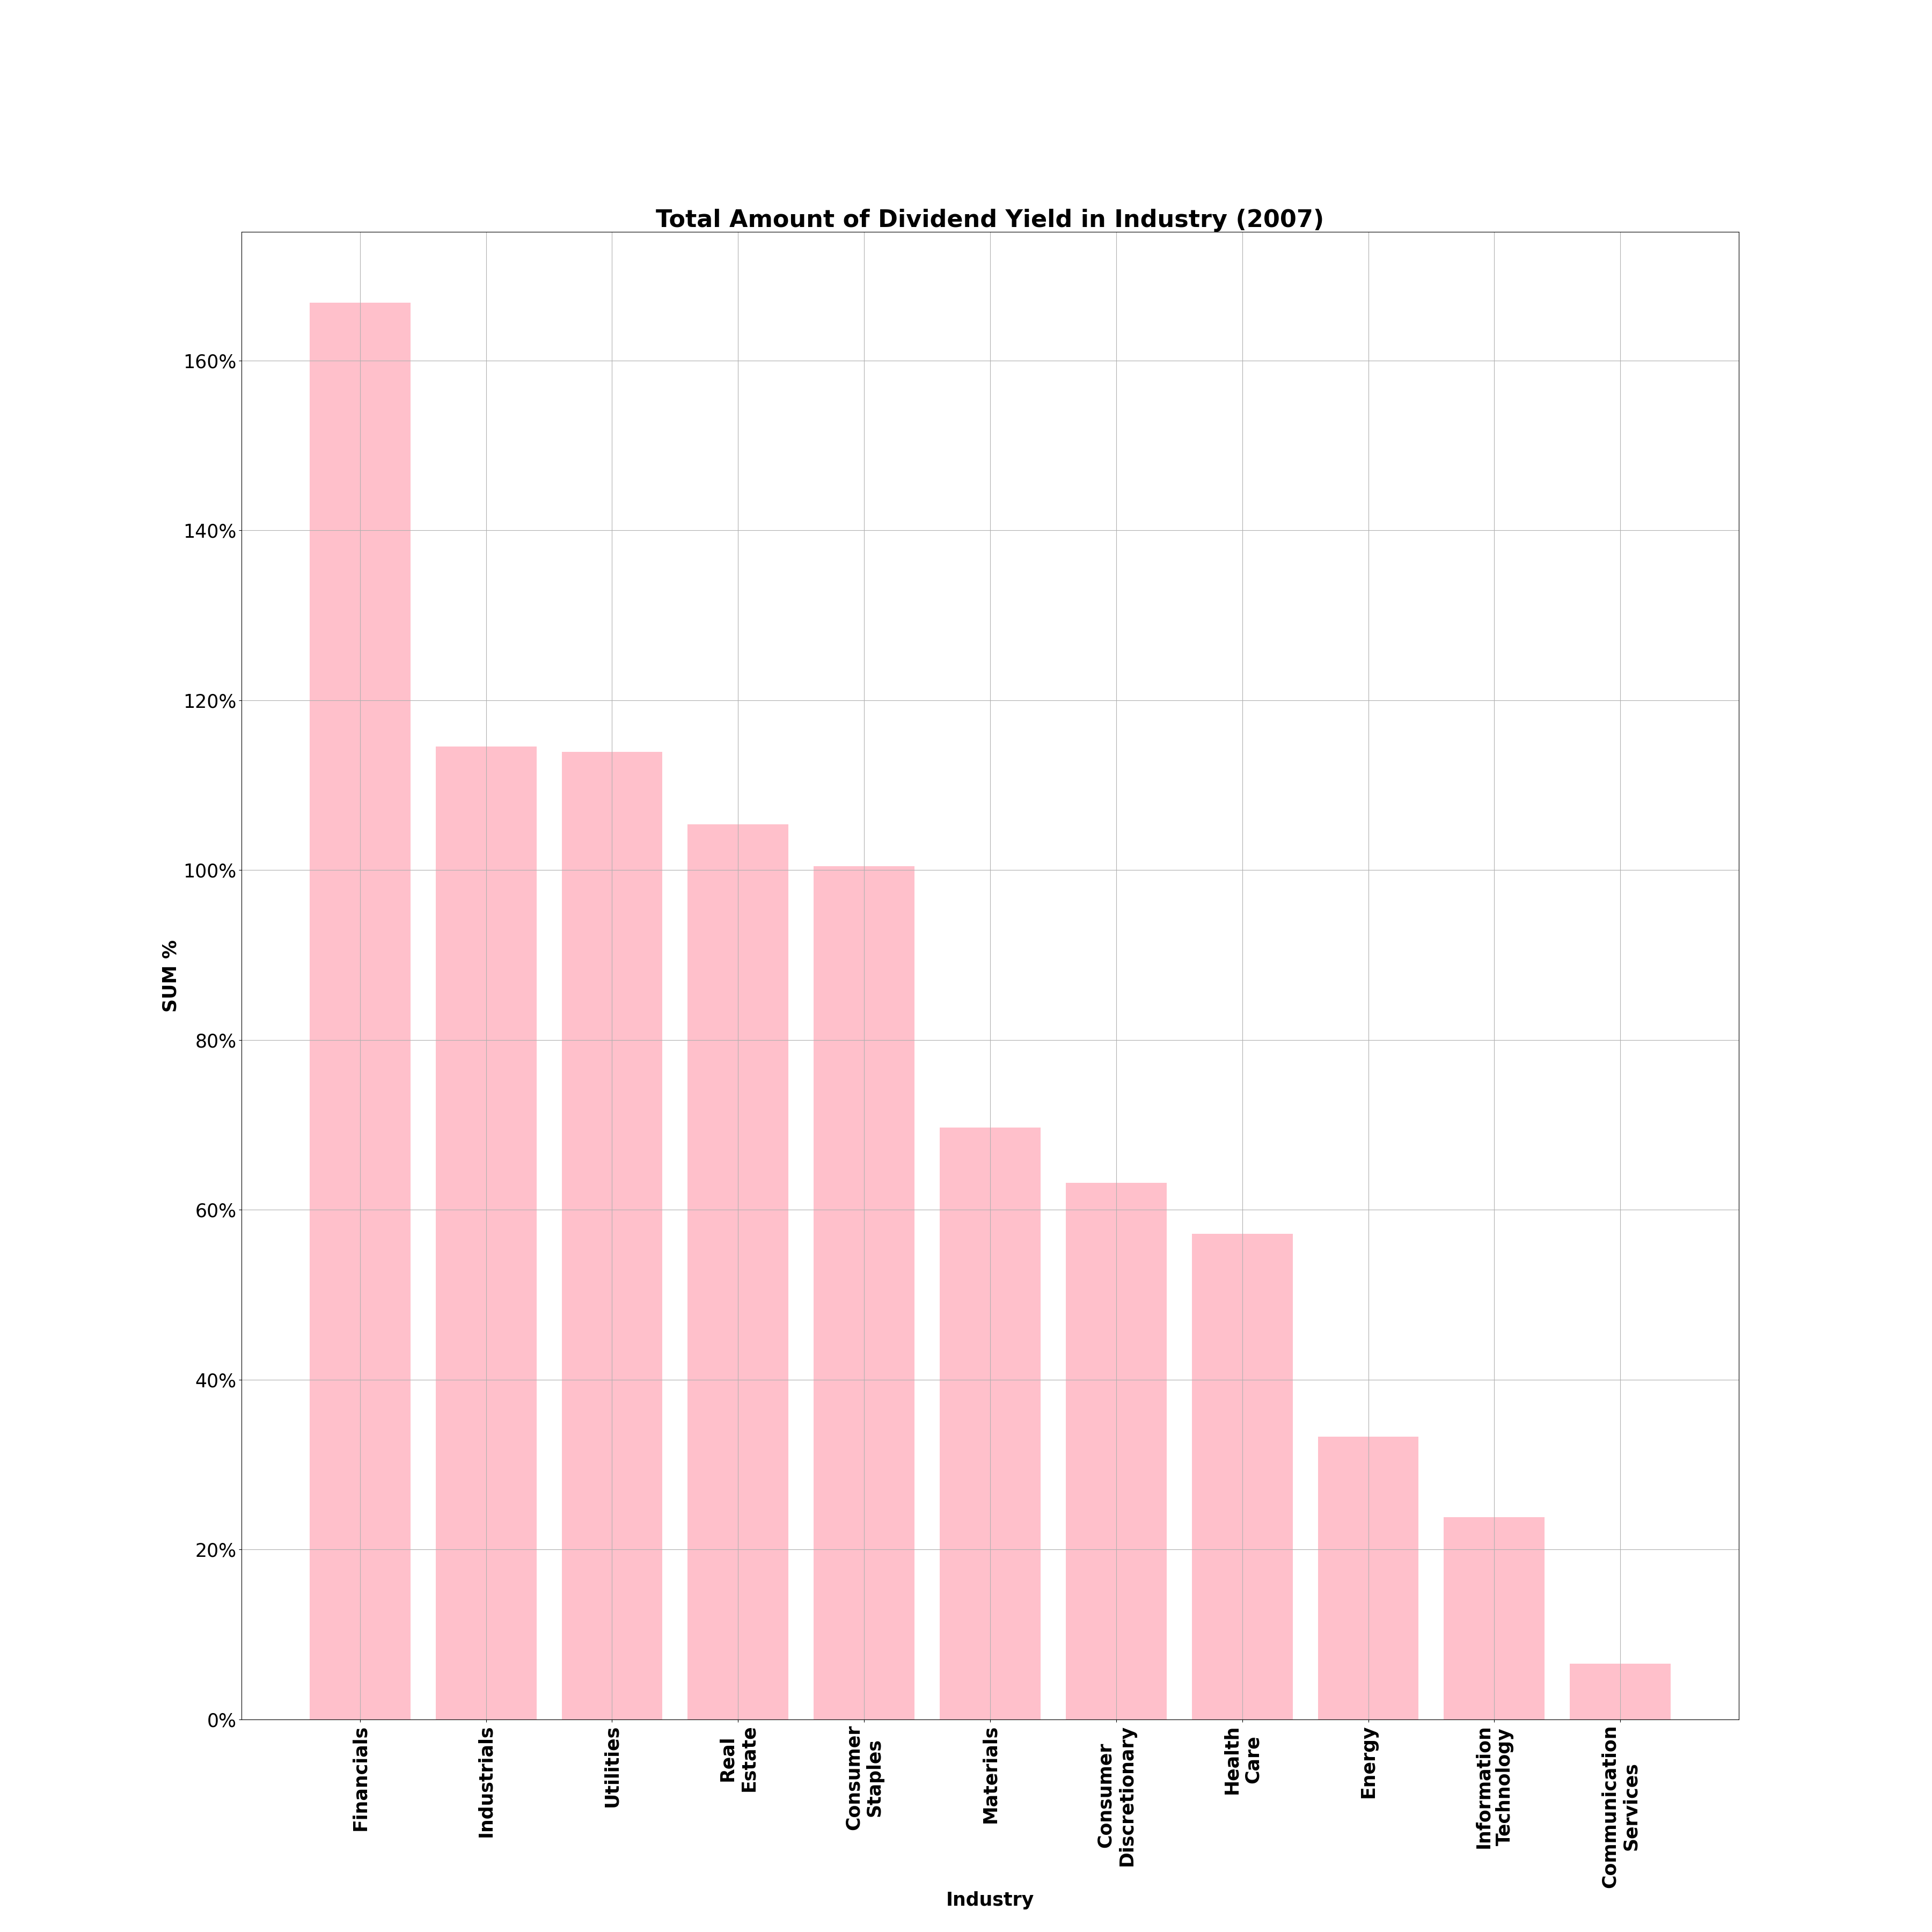 Total Amount of Dividend Yield in Industry (2007)
160%
140%
120%
100%
80%
60%
40%
20%
0%
SUM %
Financials
Industrials
Utilities
Real
Estate
Consumer
Staples
Materials
Consumer
Discretionary
Health
Care
Energy
Information
Technology
Communication
Services
Industry